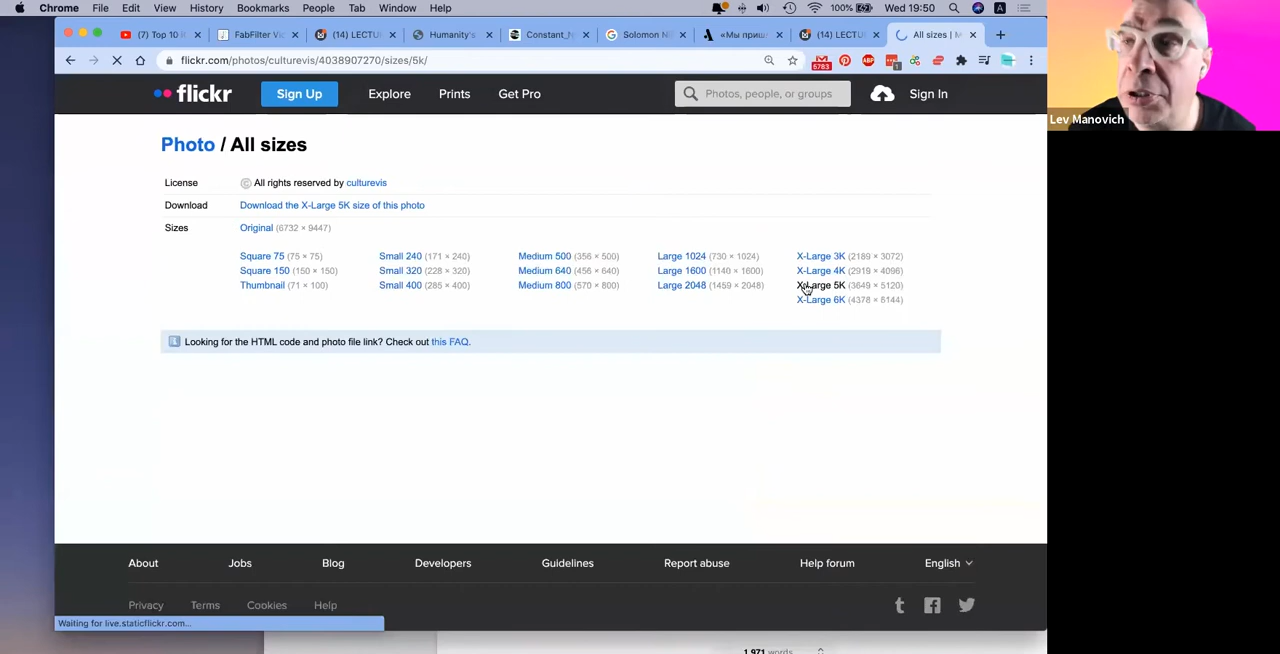 Chrome File Edit View History Bookmarks People Tab Window Help 100% Wed 19:50 A
(7) Top 10 FabFilter Vi (14) LECTU Humanity's Constant_N Solomon N «Мы приш (14) LECTU All sizes | M
flickr.com/photos/culturevis/4038907270/sizes/5k/ 5783 ABP 1
flickr Sign Up Explore Prints Get Pro Photos, people, or groups Sign In
Lev Manovich
Photo / All sizes
License © All rights reserved by culturevis
Download Download the X-Large 5K size of this photo
Sizes Original (6732 × 9447)
Square 75 (75 × 75) Small 240 (171 × 240) Medium 500 (356 × 500) Large 1024 (730 × 1024) X-Large 3K (2189 × 3072)
Square 150 (150 × 150) Small 320 (228 × 320) Medium 640 (456 × 640) Large 1600 (1140 × 1600) X-Large 4K (2919 × 4096)
Thumbnail (71 × 100) Small 400 (285 × 400) Medium 800 (570 × 800) Large 2048 (1459 × 2048) X-Large 5K (3649 × 5120)
X-Large 6K (4378 × 6144)
Looking for the HTML code and photo file link? Check out this FAQ.
About Jobs Blog Developers Guidelines Report abuse Help forum English
Privacy Terms Cookies Help
Waiting for live.staticflickr.com...
1,971 words